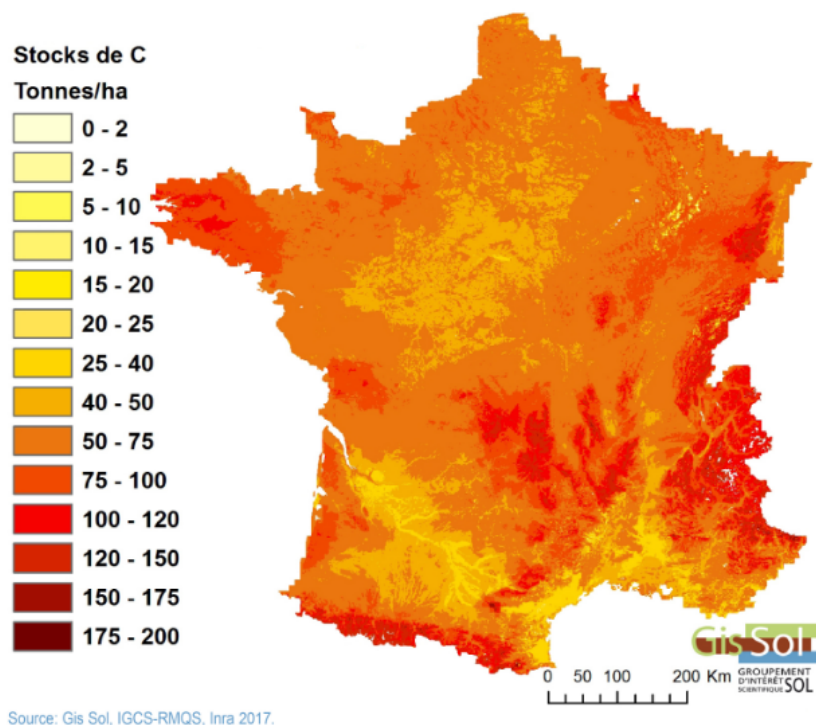 Stocks de C
Tonnes/ha
0 - 2
2 - 5
5 - 10
10 - 15
15 - 20
20 - 25
25 - 40
40 - 50
50 - 75
75 - 100
100 - 120
120 - 150
150 - 175
175 - 200
Gis Sol
GROUPEMENT
D'INTÉRÊT
SCIENTIFIQUE SOL
0 50 100 200 Km
Source: Gis Sol, IGCS-RMQS, Inra 2017.